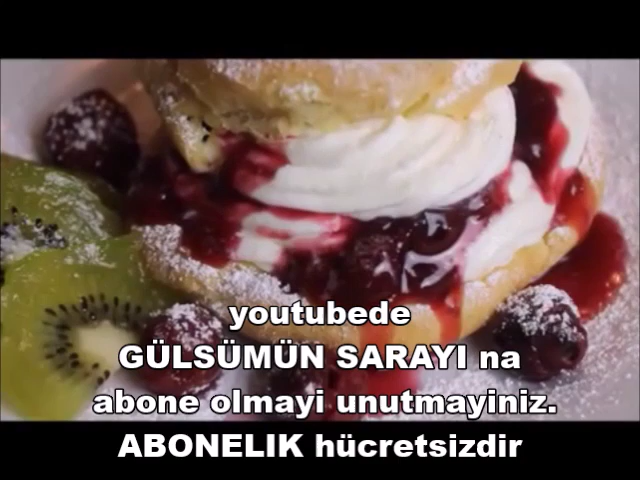 youtubede
GÜLSÜMÜN SARAYI na
abone olmayi unutmayiniz.
ABONELIK hücretsizdir